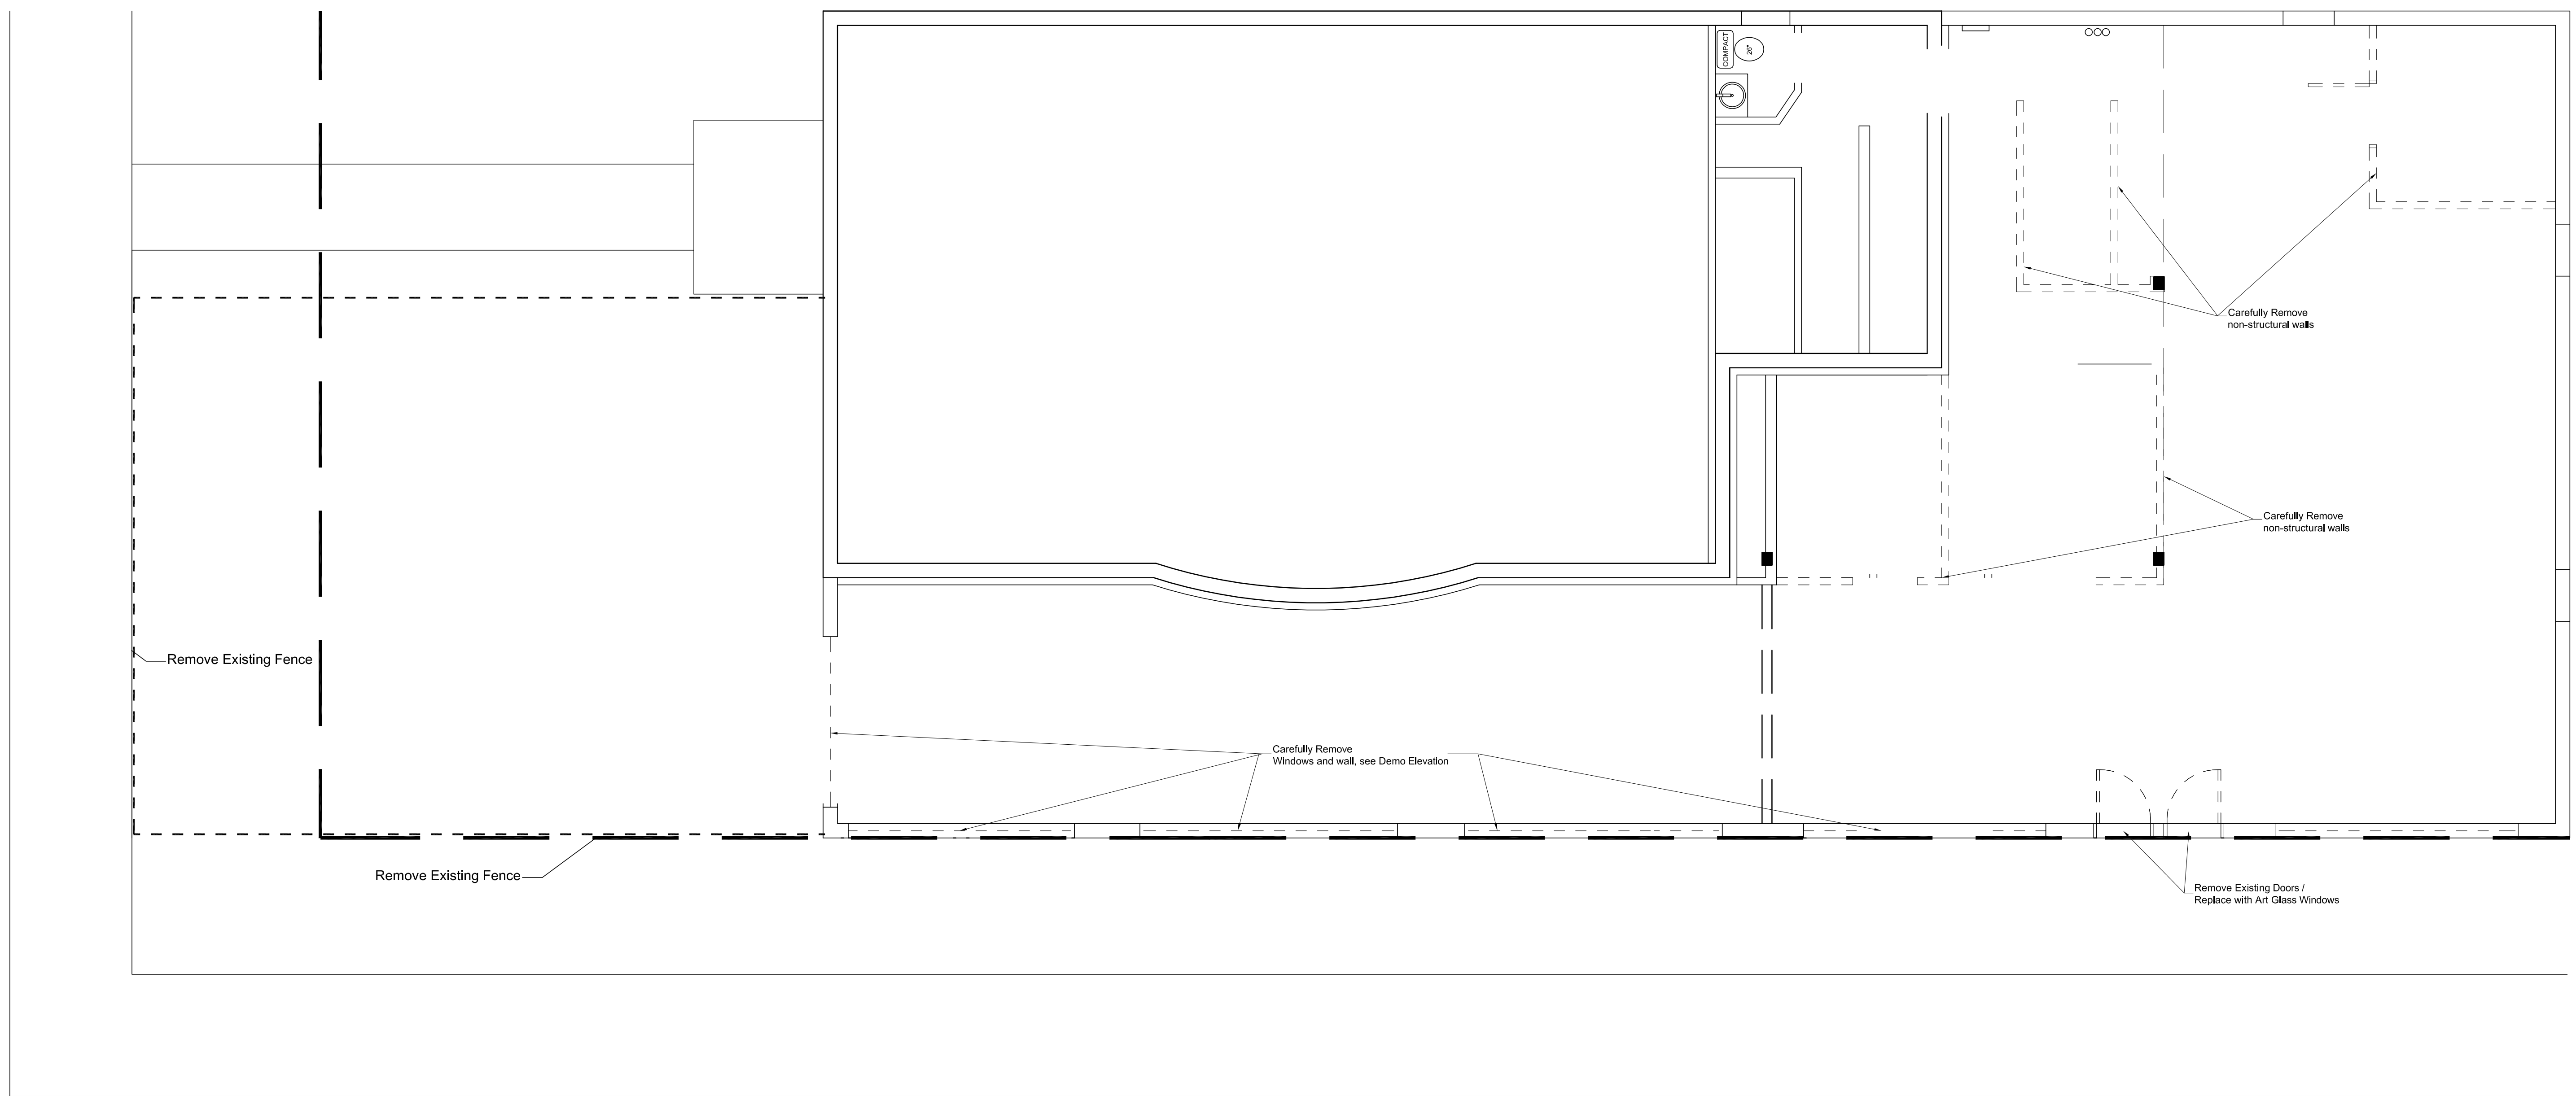 COMPACT
26"
Carefully Remove
non-structural walls
Carefully Remove
non-structural walls
Remove Existing Fence
Carefully Remove
Windows and wall, see Demo Elevation
Remove Existing Fence
Remove Existing Doors /
Replace with Art Glass Windows